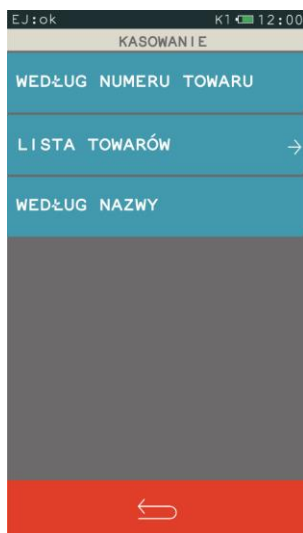 EJ:ok K1 12:00
KASOWANIE
WEDŁUG NUMERU TOWARU
LISTA TOWARÓW
WEDŁUG NAZWY